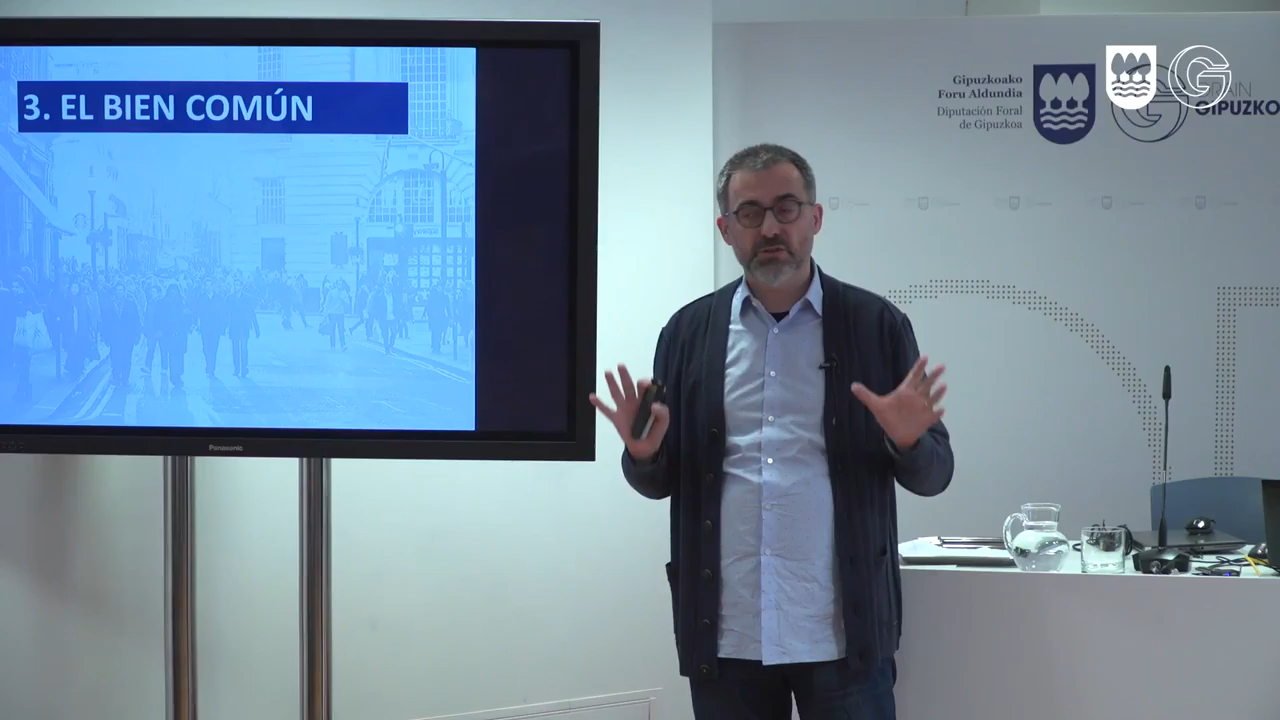 3. EL BIEN COMÚN
Panasonic
Gipuzkoako
Foru Aldundia
Diputación Foral
de Gipuzkoa
GIPUZKO